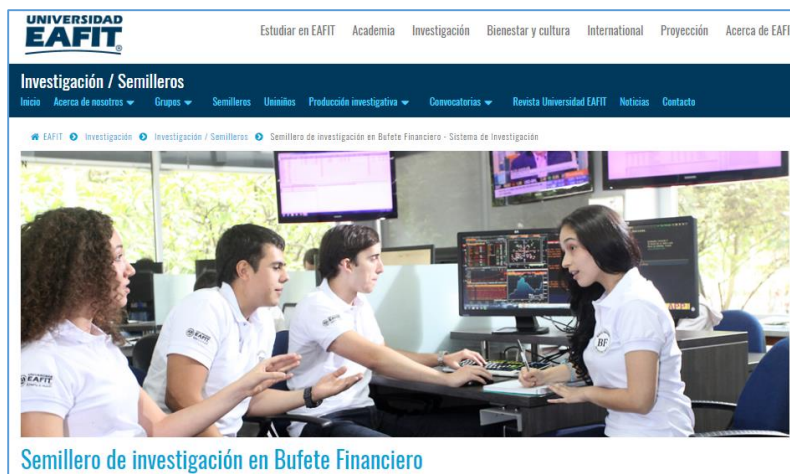 UNIVERSIDAD
EAFIT®
Estudiar en EAFIT Academia Investigación Bienestar y cultura International Proyección Acerca de EAFI
Investigación / Semilleros
Inicio Acerca de nosotros Grupos Semilleros Uniniños Producción investigativa Convocatorias Revista Universidad EAFIT Noticias Contacto
EAFIT Investigación Investigación / Semilleros Semillero de investigación en Bufete Financiero - Sistema de Investigación
N
EAFIT
EAFIT
EAFIT
BF
APP
Semillero de investigación en Bufete Financiero